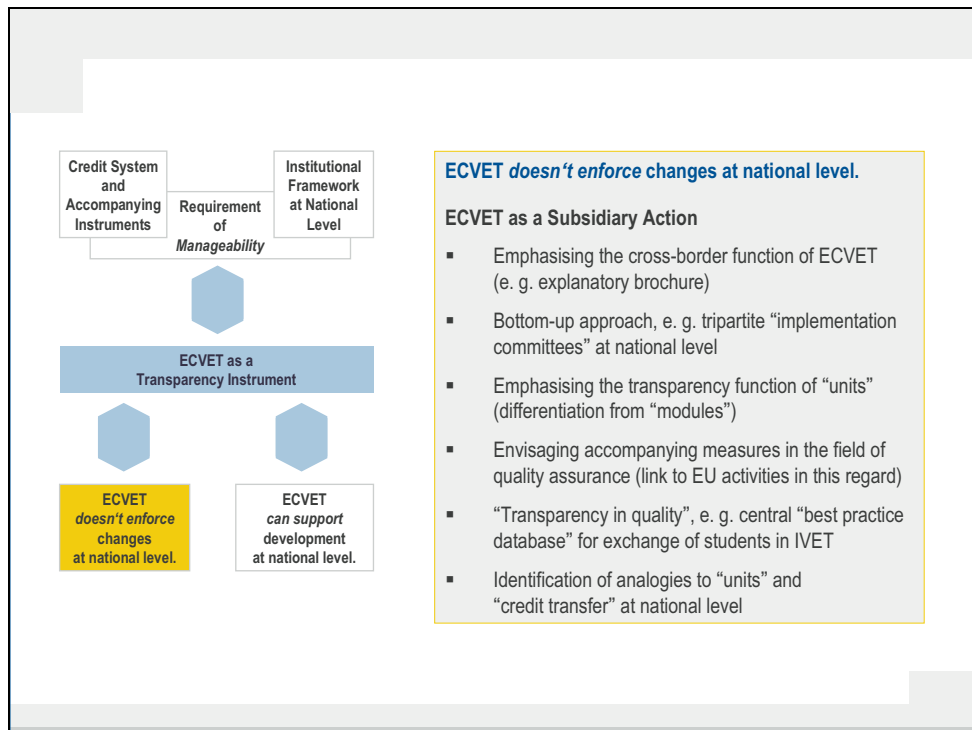 Credit System
and
Accompanying
Instruments
Requirement
of
Manageability
Institutional
Framework
at National
Level
ECVET as a
Transparency Instrument
ECVET
doesn‘t enforce
changes
at national level.
ECVET
can support
development
at national level.
ECVET doesn‘t enforce changes at national level.
ECVET as a Subsidiary Action
▪ Emphasising the cross-border function of ECVET
(e. g. explanatory brochure)
▪ Bottom-up approach, e. g. tripartite “implementation
committees” at national level
▪ Emphasising the transparency function of “units”
(differentiation from “modules”)
▪ Envisaging accompanying measures in the field of
quality assurance (link to EU activities in this regard)
▪ “Transparency in quality”, e. g. central “best practice
database” for exchange of students in IVET
▪ Identification of analogies to “units” and
“credit transfer” at national level